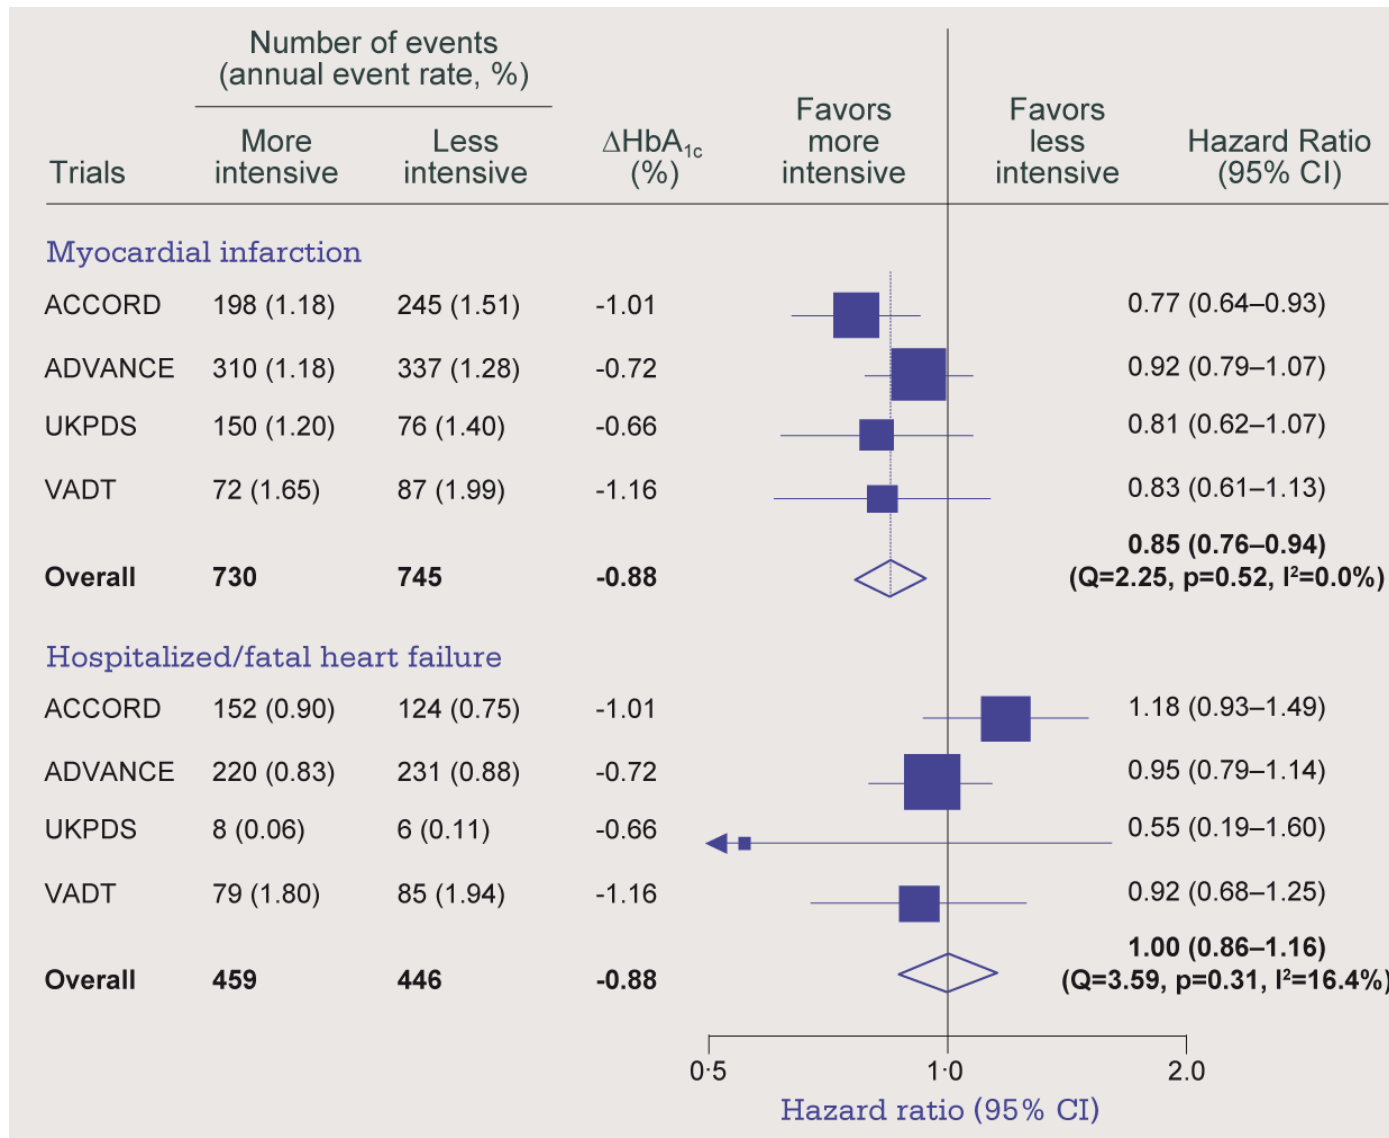 Number of events
(annual event rate, %)
Trials
More
intensive
Less
intensive
ΔHbA1c
(%)
Favors
more
intensive
Favors
less
intensive
Hazard Ratio
(95% CI)
Myocardial infarction
ACCORD 198 (1.18) 245 (1.51) -1.01 0.77 (0.64–0.93)
ADVANCE 310 (1.18) 337 (1.28) -0.72 0.92 (0.79–1.07)
UKPDS 150 (1.20) 76 (1.40) -0.66 0.81 (0.62–1.07)
VADT 72 (1.65) 87 (1.99) -1.16 0.83 (0.61–1.13)
0.85 (0.76–0.94)
Overall 730 745 -0.88 (Q=2.25, p=0.52, I²=0.0%)
Hospitalized/fatal heart failure
ACCORD 152 (0.90) 124 (0.75) -1.01 1.18 (0.93–1.49)
ADVANCE 220 (0.83) 231 (0.88) -0.72 0.95 (0.79–1.14)
UKPDS 8 (0.06) 6 (0.11) -0.66 0.55 (0.19–1.60)
VADT 79 (1.80) 85 (1.94) -1.16 0.92 (0.68–1.25)
1.00 (0.86–1.16)
Overall 459 446 -0.88 (Q=3.59, p=0.31, I²=16.4%)
0·5 1·0 2.0
Hazard ratio (95% CI)